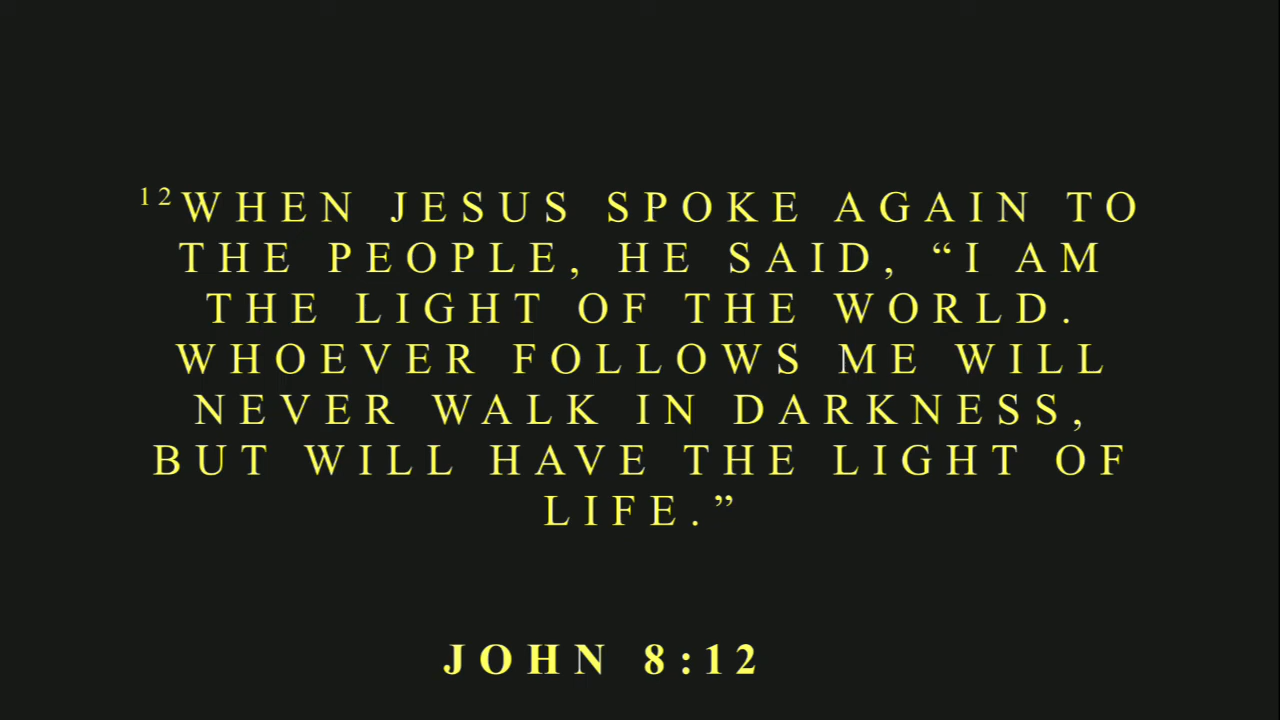 ¹²WHEN JESUS SPOKE AGAIN TO
THE PEOPLE, HE SAID, “I AM
THE LIGHT OF THE WORLD.
WHOEVER FOLLOWS ME WILL
NEVER WALK IN DARKNESS,
BUT WILL HAVE THE LIGHT OF
LIFE.”
JOHN 8:12